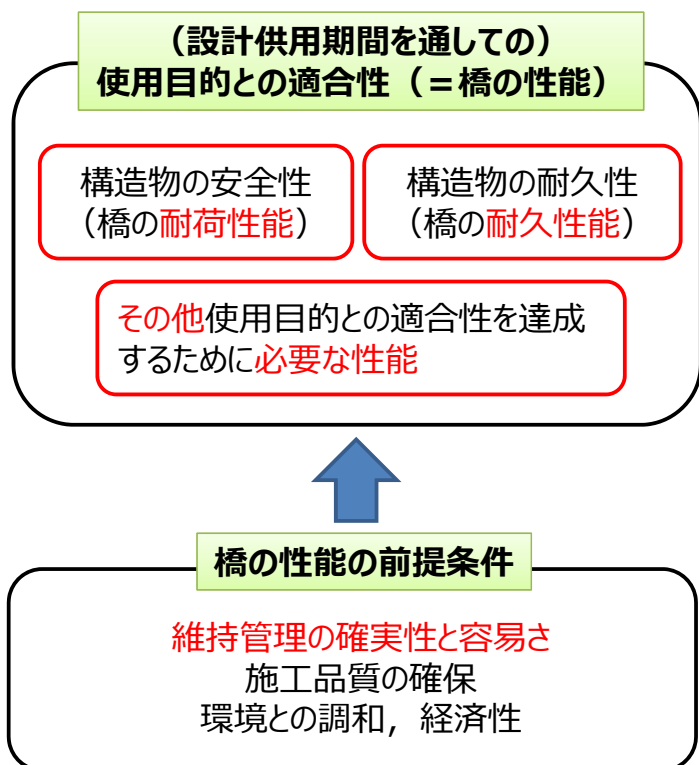 （設計供用期間を通しての）
使用目的との適合性（＝橋の性能）
構造物の安全性
（橋の耐荷性能）
構造物の耐久性
（橋の耐久性能）
その他使用目的との適合性を達成
するために必要な性能
橋の性能の前提条件
維持管理の確実性と容易さ
施工品質の確保
環境との調和，経済性